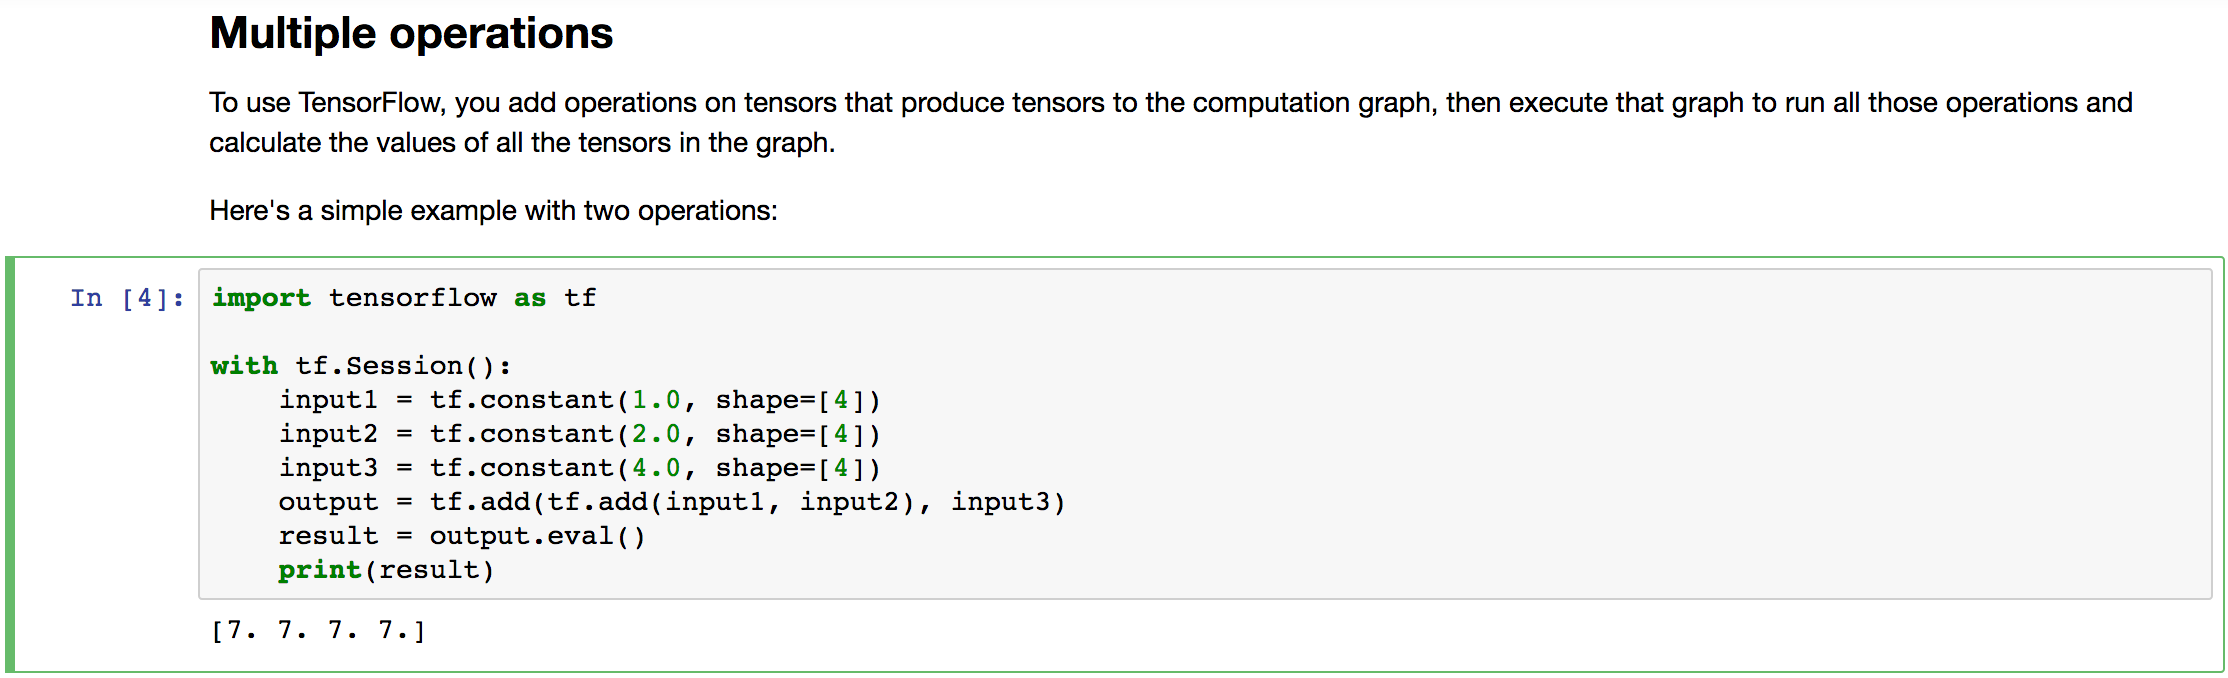 Multiple operations
To use TensorFlow, you add operations on tensors that produce tensors to the computation graph, then execute that graph to run all those operations and
calculate the values of all the tensors in the graph.
Here's a simple example with two operations:
In [4]: import tensorflow as tf
with tf.Session():
    input1 = tf.constant(1.0, shape=[4])
    input2 = tf.constant(2.0, shape=[4])
    input3 = tf.constant(4.0, shape=[4])
    output = tf.add(tf.add(input1, input2), input3)
    result = output.eval()
    print(result)
[7. 7. 7. 7.]